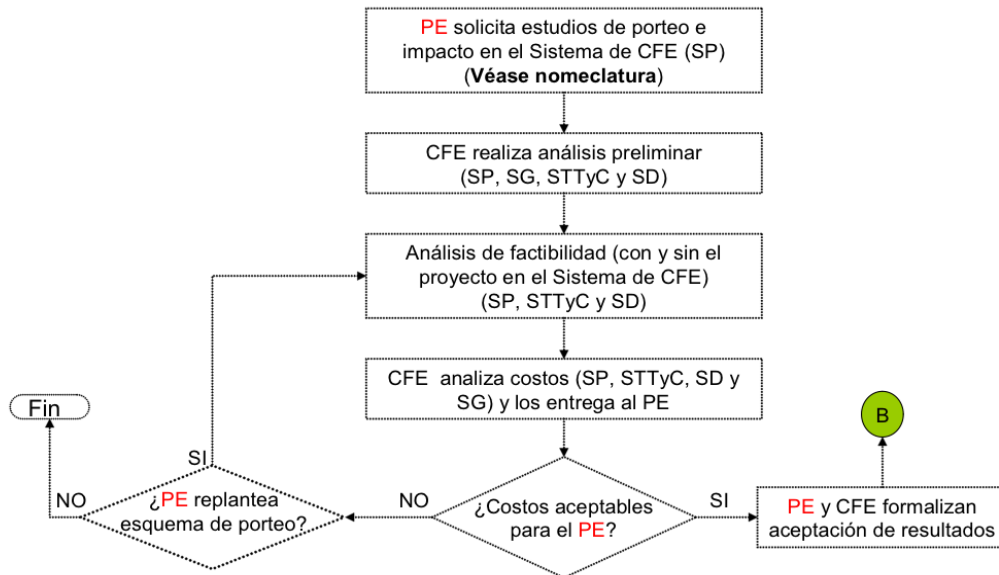 PE solicita estudios de porteo e
impacto en el Sistema de CFE (SP)
(Véase nomeclatura)
CFE realiza análisis preliminar
(SP, SG, STTyC y SD)
Análisis de factibilidad (con y sin el
proyecto en el Sistema de CFE)
(SP, STTyC y SD)
CFE analiza costos (SP, STTyC, SD y
SG) y los entrega al PE
Fin
B
SI
NO
¿PE replantea
esquema de porteo?
NO
¿Costos aceptables
para el PE?
SI
PE y CFE formalizan
aceptación de resultados